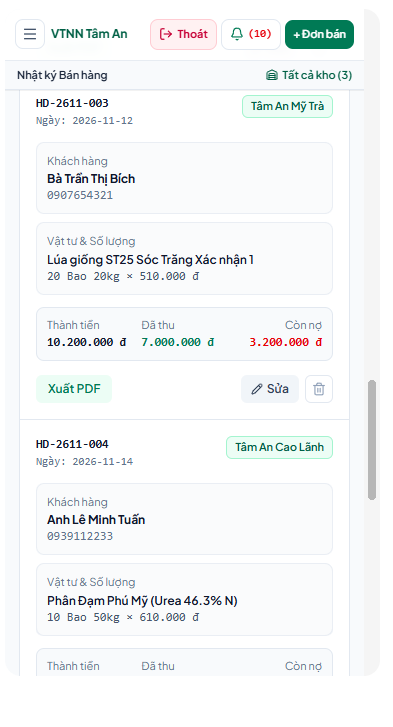 VTNN Tâm An
Thoát
(10)
+ Đơn bán
Nhật ký Bán hàng
Tất cả kho (3)
HD-2611-003
Tâm An Mỹ Trà
Ngày: 2026-11-12
Khách hàng
Bà Trần Thị Bích
0907654321
Vật tư & Số lượng
Lúa giống ST25 Sóc Trăng Xác nhận 1
20 Bao 20kg × 510.000 đ
Thành tiền Đã thu Còn nợ
10.200.000 đ 7.000.000 đ 3.200.000 đ
Xuất PDF
Sửa
HD-2611-004
Tâm An Cao Lãnh
Ngày: 2026-11-14
Khách hàng
Anh Lê Minh Tuấn
0939112233
Vật tư & Số lượng
Phân Đạm Phú Mỹ (Urea 46.3% N)
10 Bao 50kg × 610.000 đ
Thành tiền Đã thu Còn nợ